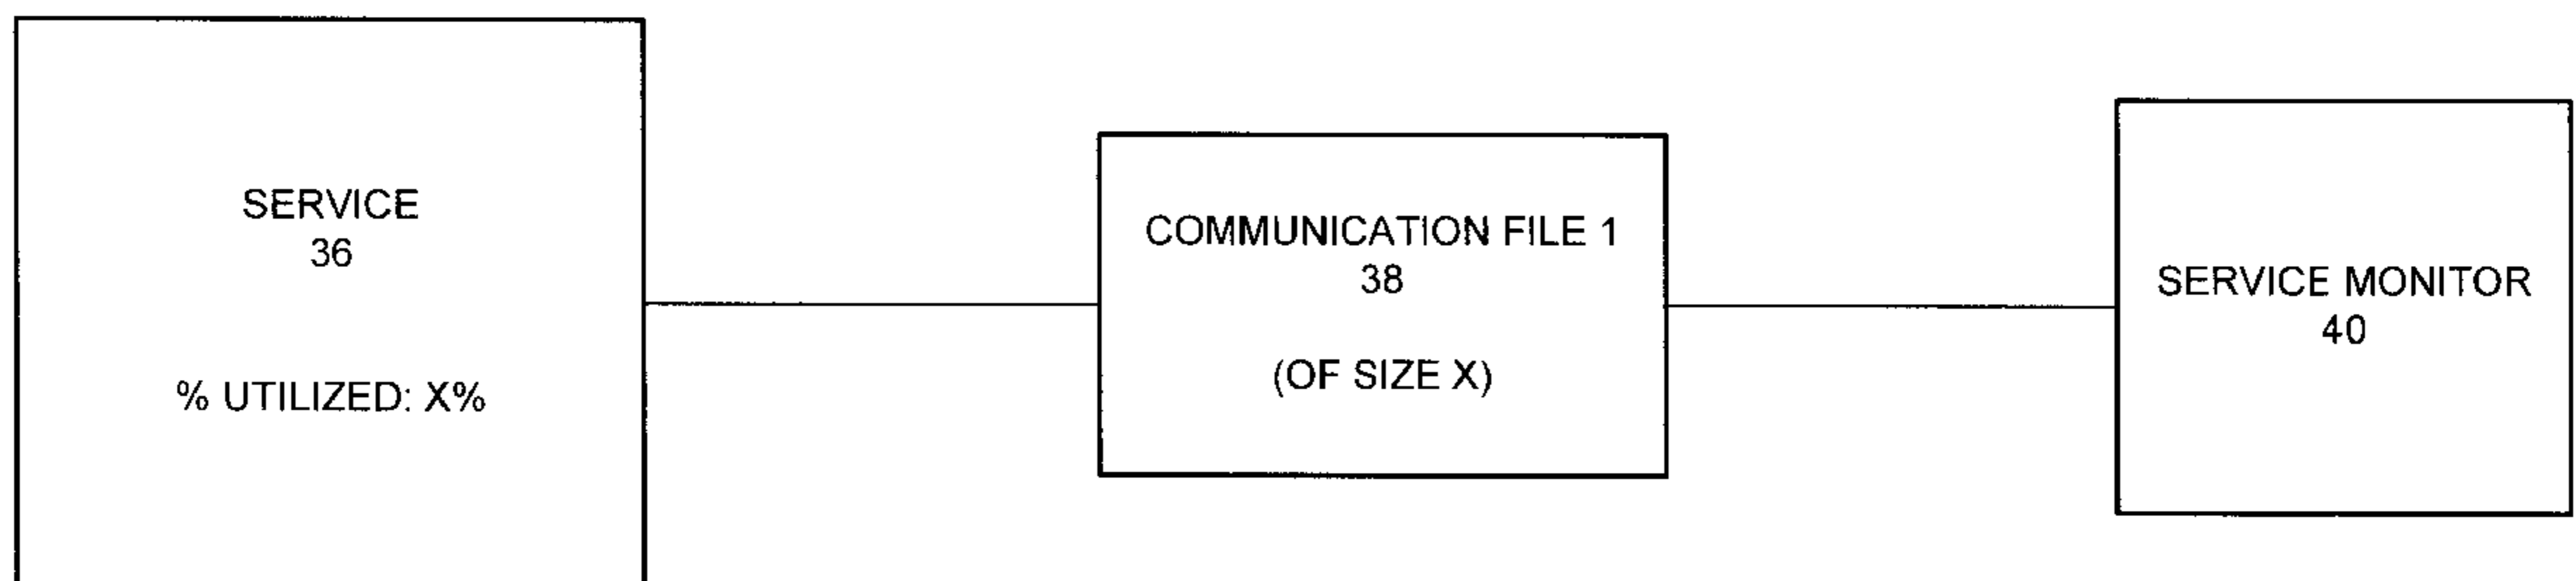 SERVICE
36
% UTILIZED: X%
COMMUNICATION FILE 1
38
(OF SIZE X)
SERVICE MONITOR
40